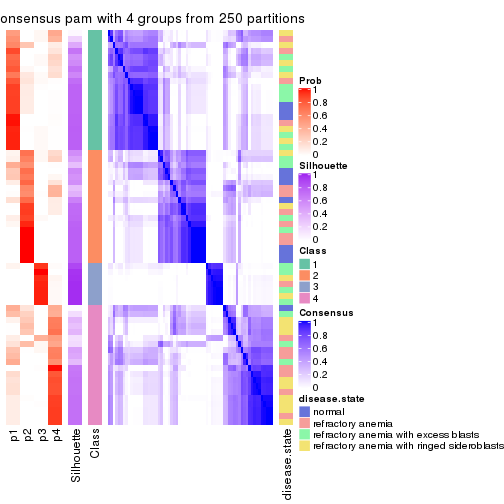 onsensus pam with 4 groups from 250 partitions
Prob
1
0.8
0.6
0.4
0.2
0
Silhouette
1
0.8
0.6
0.4
0.2
0
Class
1
2
3
4
Consensus
1
0.8
0.6
0.4
0.2
0
disease.state
normal
refractory anemia
refractory anemia with excess blasts
refractory anemia with ringed sideroblasts
p1
p2
p3
p4
Silhouette
Class
disease.state